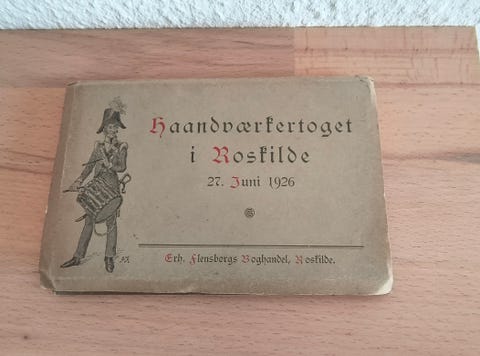 Haandværkertoget
i Roskilde
27. Juni 1926
Erh. Flensborgs Boghandel, Roskilde.